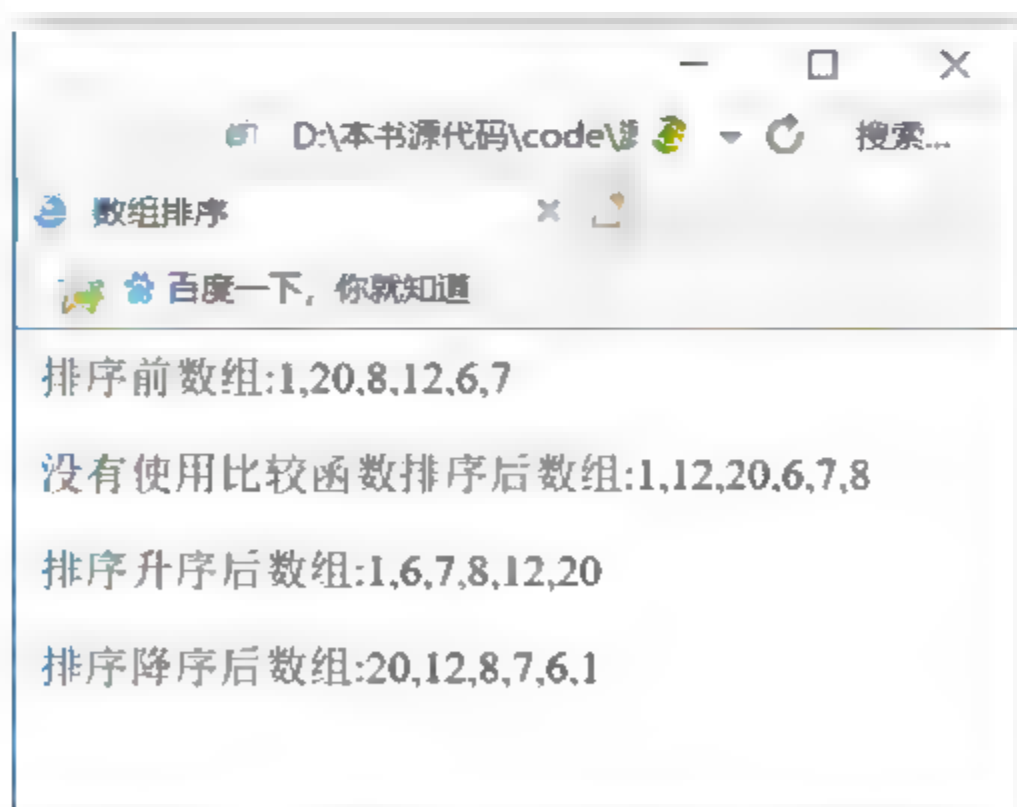 D:\本书源代码\code\
搜索...
数组排序
百度一下，你就知道
排序前数组:1,20,8,12,6,7
没有使用比较函数排序后数组:1,12,20,6,7,8
排序升序后数组:1,6,7,8,12,20
排序降序后数组:20,12,8,7,6,1